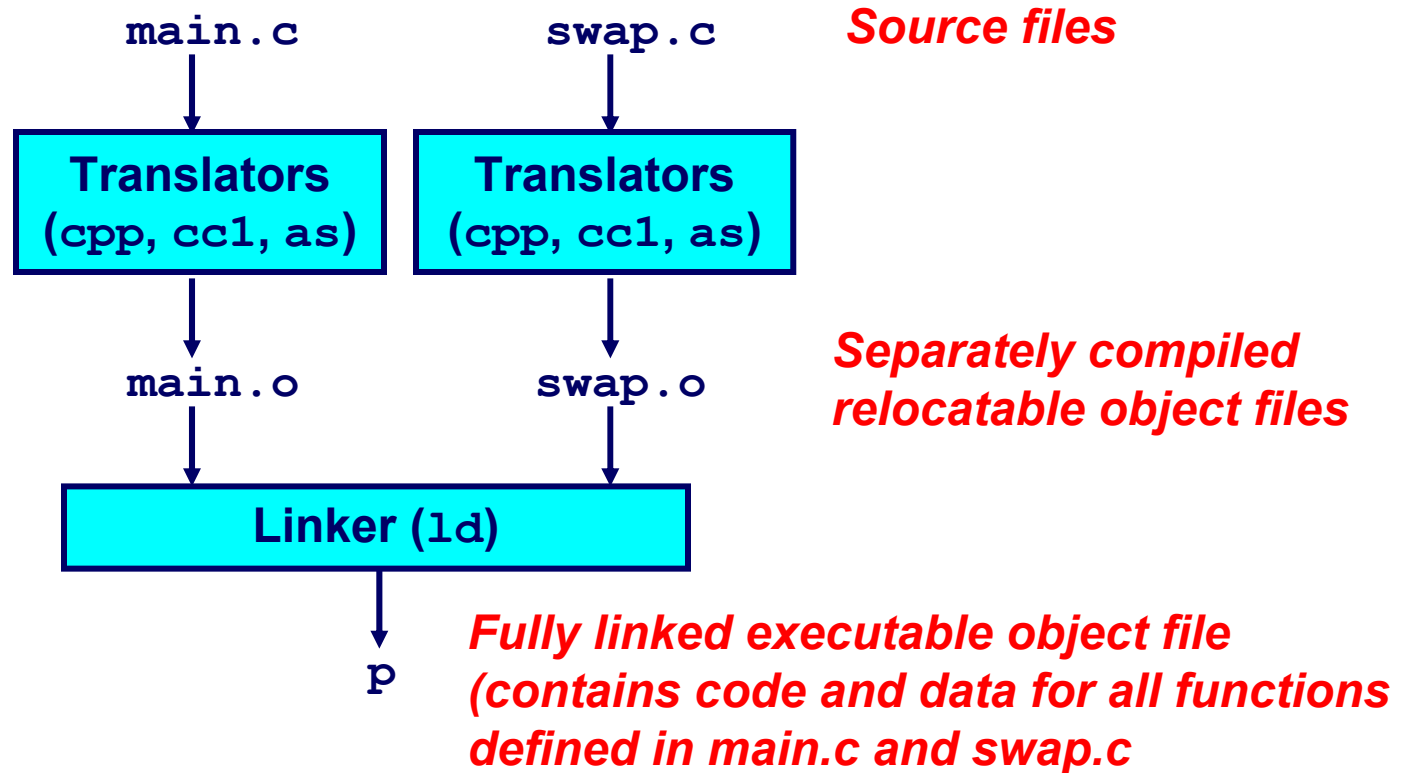 main.c swap.c Source files
Translators Translators
(cpp, cc1, as) (cpp, cc1, as)
main.o swap.o
Separately compiled
relocatable object files
Linker (ld)
p
Fully linked executable object file
(contains code and data for all functions
defined in main.c and swap.c